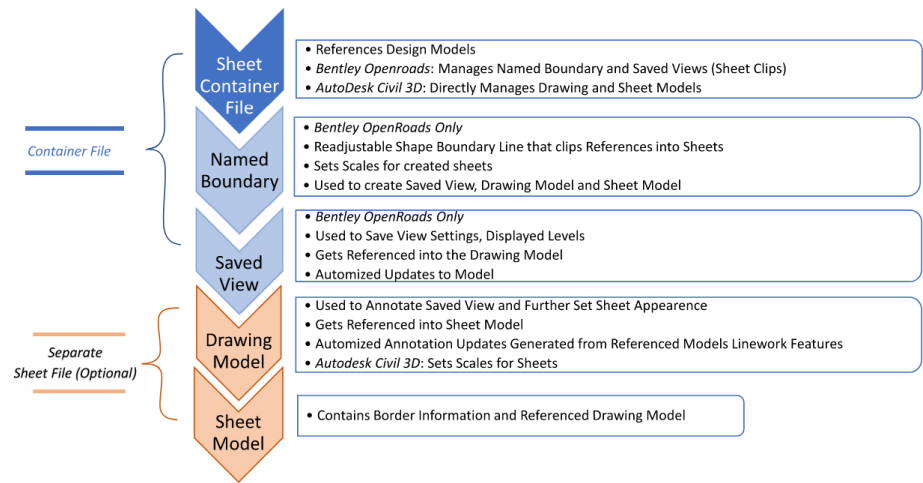 Sheet
Container
File
• References Design Models
• Bentley Openroads: Manages Named Boundary and Saved Views (Sheet Clips)
• AutoDesk Civil 3D: Directly Manages Drawing and Sheet Models
Container File
Named
Boundary
• Bentley OpenRoads Only
• Readjustable Shape Boundary Line that clips References into Sheets
• Sets Scales for created sheets
• Used to create Saved View, Drawing Model and Sheet Model
Saved
View
• Bentley OpenRoads Only
• Used to Save View Settings, Displayed Levels
• Gets Referenced into the Drawing Model
• Automized Updates to Model
Separate
Sheet File (Optional)
Drawing
Model
• Used to Annotate Saved View and Further Set Sheet Appearence
• Gets Referenced into Sheet Model
• Automized Annotation Updates Generated from Referenced Models Linework Features
• Autodesk Civil 3D: Sets Scales for Sheets
Sheet
Model
• Contains Border Information and Referenced Drawing Model